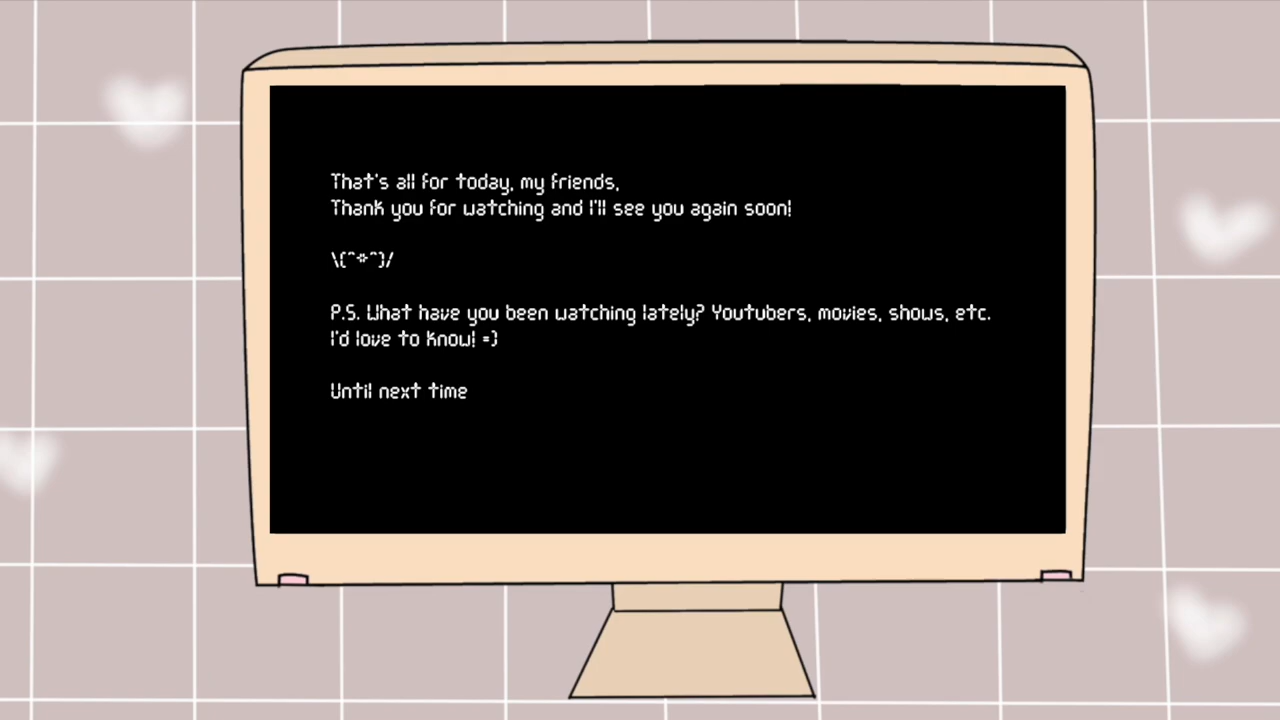 That's all for today, my friends,
Thank you for watching and I'll see you again soon!
\(^*^)/
P.S. What have you been watching lately? Youtubers, movies, shows, etc.
I'd love to know! =)
Until next time